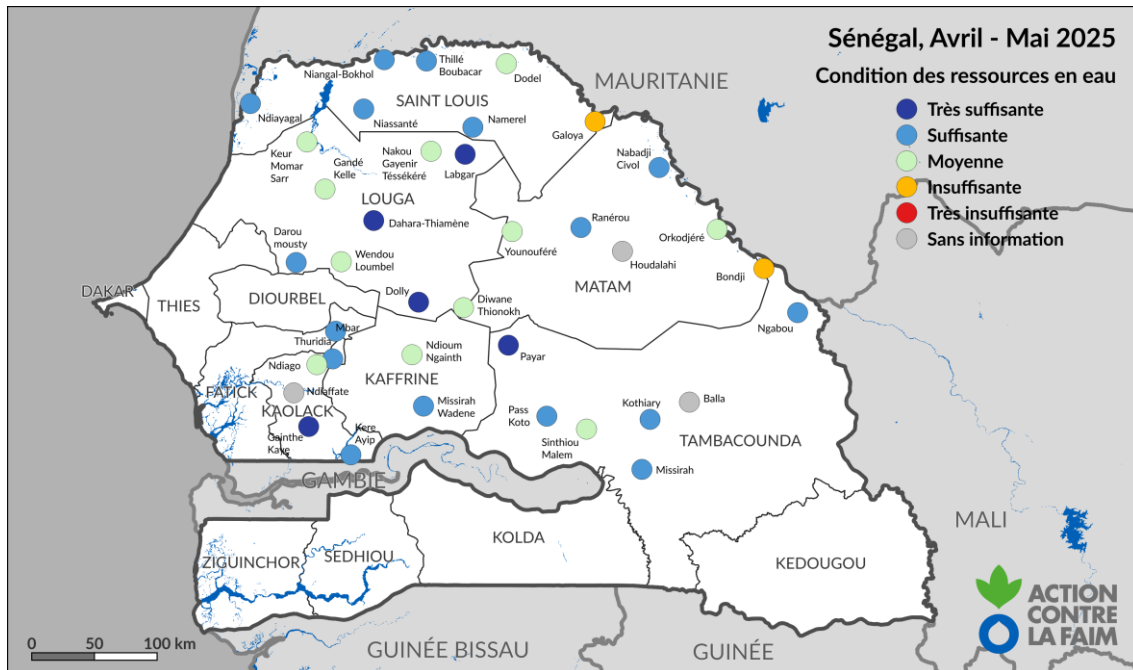 Sénégal, Avril - Mai 2025
Condition des ressources en eau
Très suffisante
Suffisante
Moyenne
Insuffisante
Très insuffisante
Sans information
MAURITANIE
Niangal-Bokhol
Thillé
Boubacar
Dodel
SAINT LOUIS
Ndiayagal
Niassanté
Namerel
Galoya
Keur
Momar
Sarr
Gandé
Kelle
Nakou
Gayenir
Téssékéré
Labgar
Nabadji
Civol
LOUGA
Dahara-Thiamène
Ranérou
Orkodjéré
Darou
mousty
Wendou
Loumbel
Younouféré
Houdalahi
Bondji
DAKAR
THIES
DIOURBEL
Dolly
Diwane
Thionokh
MATAM
Ngabou
Mbar
Thuridia
Ndiago
Ndioum
Ngainth
Payar
KAFFRINE
FATICK
Ndiaffate
KAOLACK
Missirah
Wadene
Pass
Koto
Kothiary
Balla
Gainthe
Kaye
Kere
Ayip
Sinthiou
Malem
TAMBACOUNDA
Missirah
GAMBIE
MALI
ZIGUINCHOR
SEDHIOU
KOLDA
KEDOUGOU
ACTION
CONTRE
LA FAIM
0 50 100 km
GUINÉE BISSAU
GUINÉE